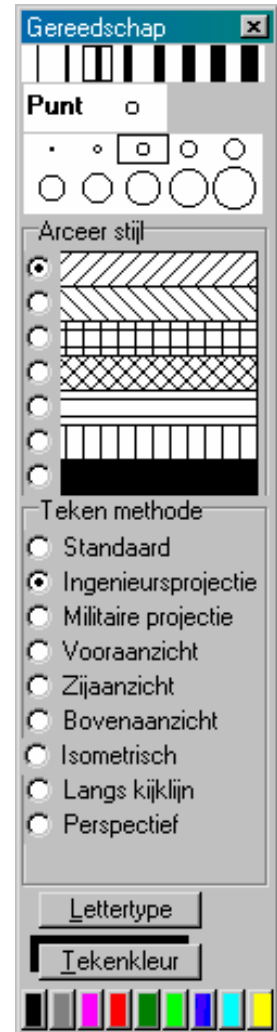 Gereedschap
Punt
Arceer stijl
Teken methode
Standaard
Ingenieursprojectie
Militaire projectie
Vooraanzicht
Zijaanzicht
Bovenaanzicht
Isometrisch
Langs kijklijn
Perspectief
Lettertype
Tekenkleur